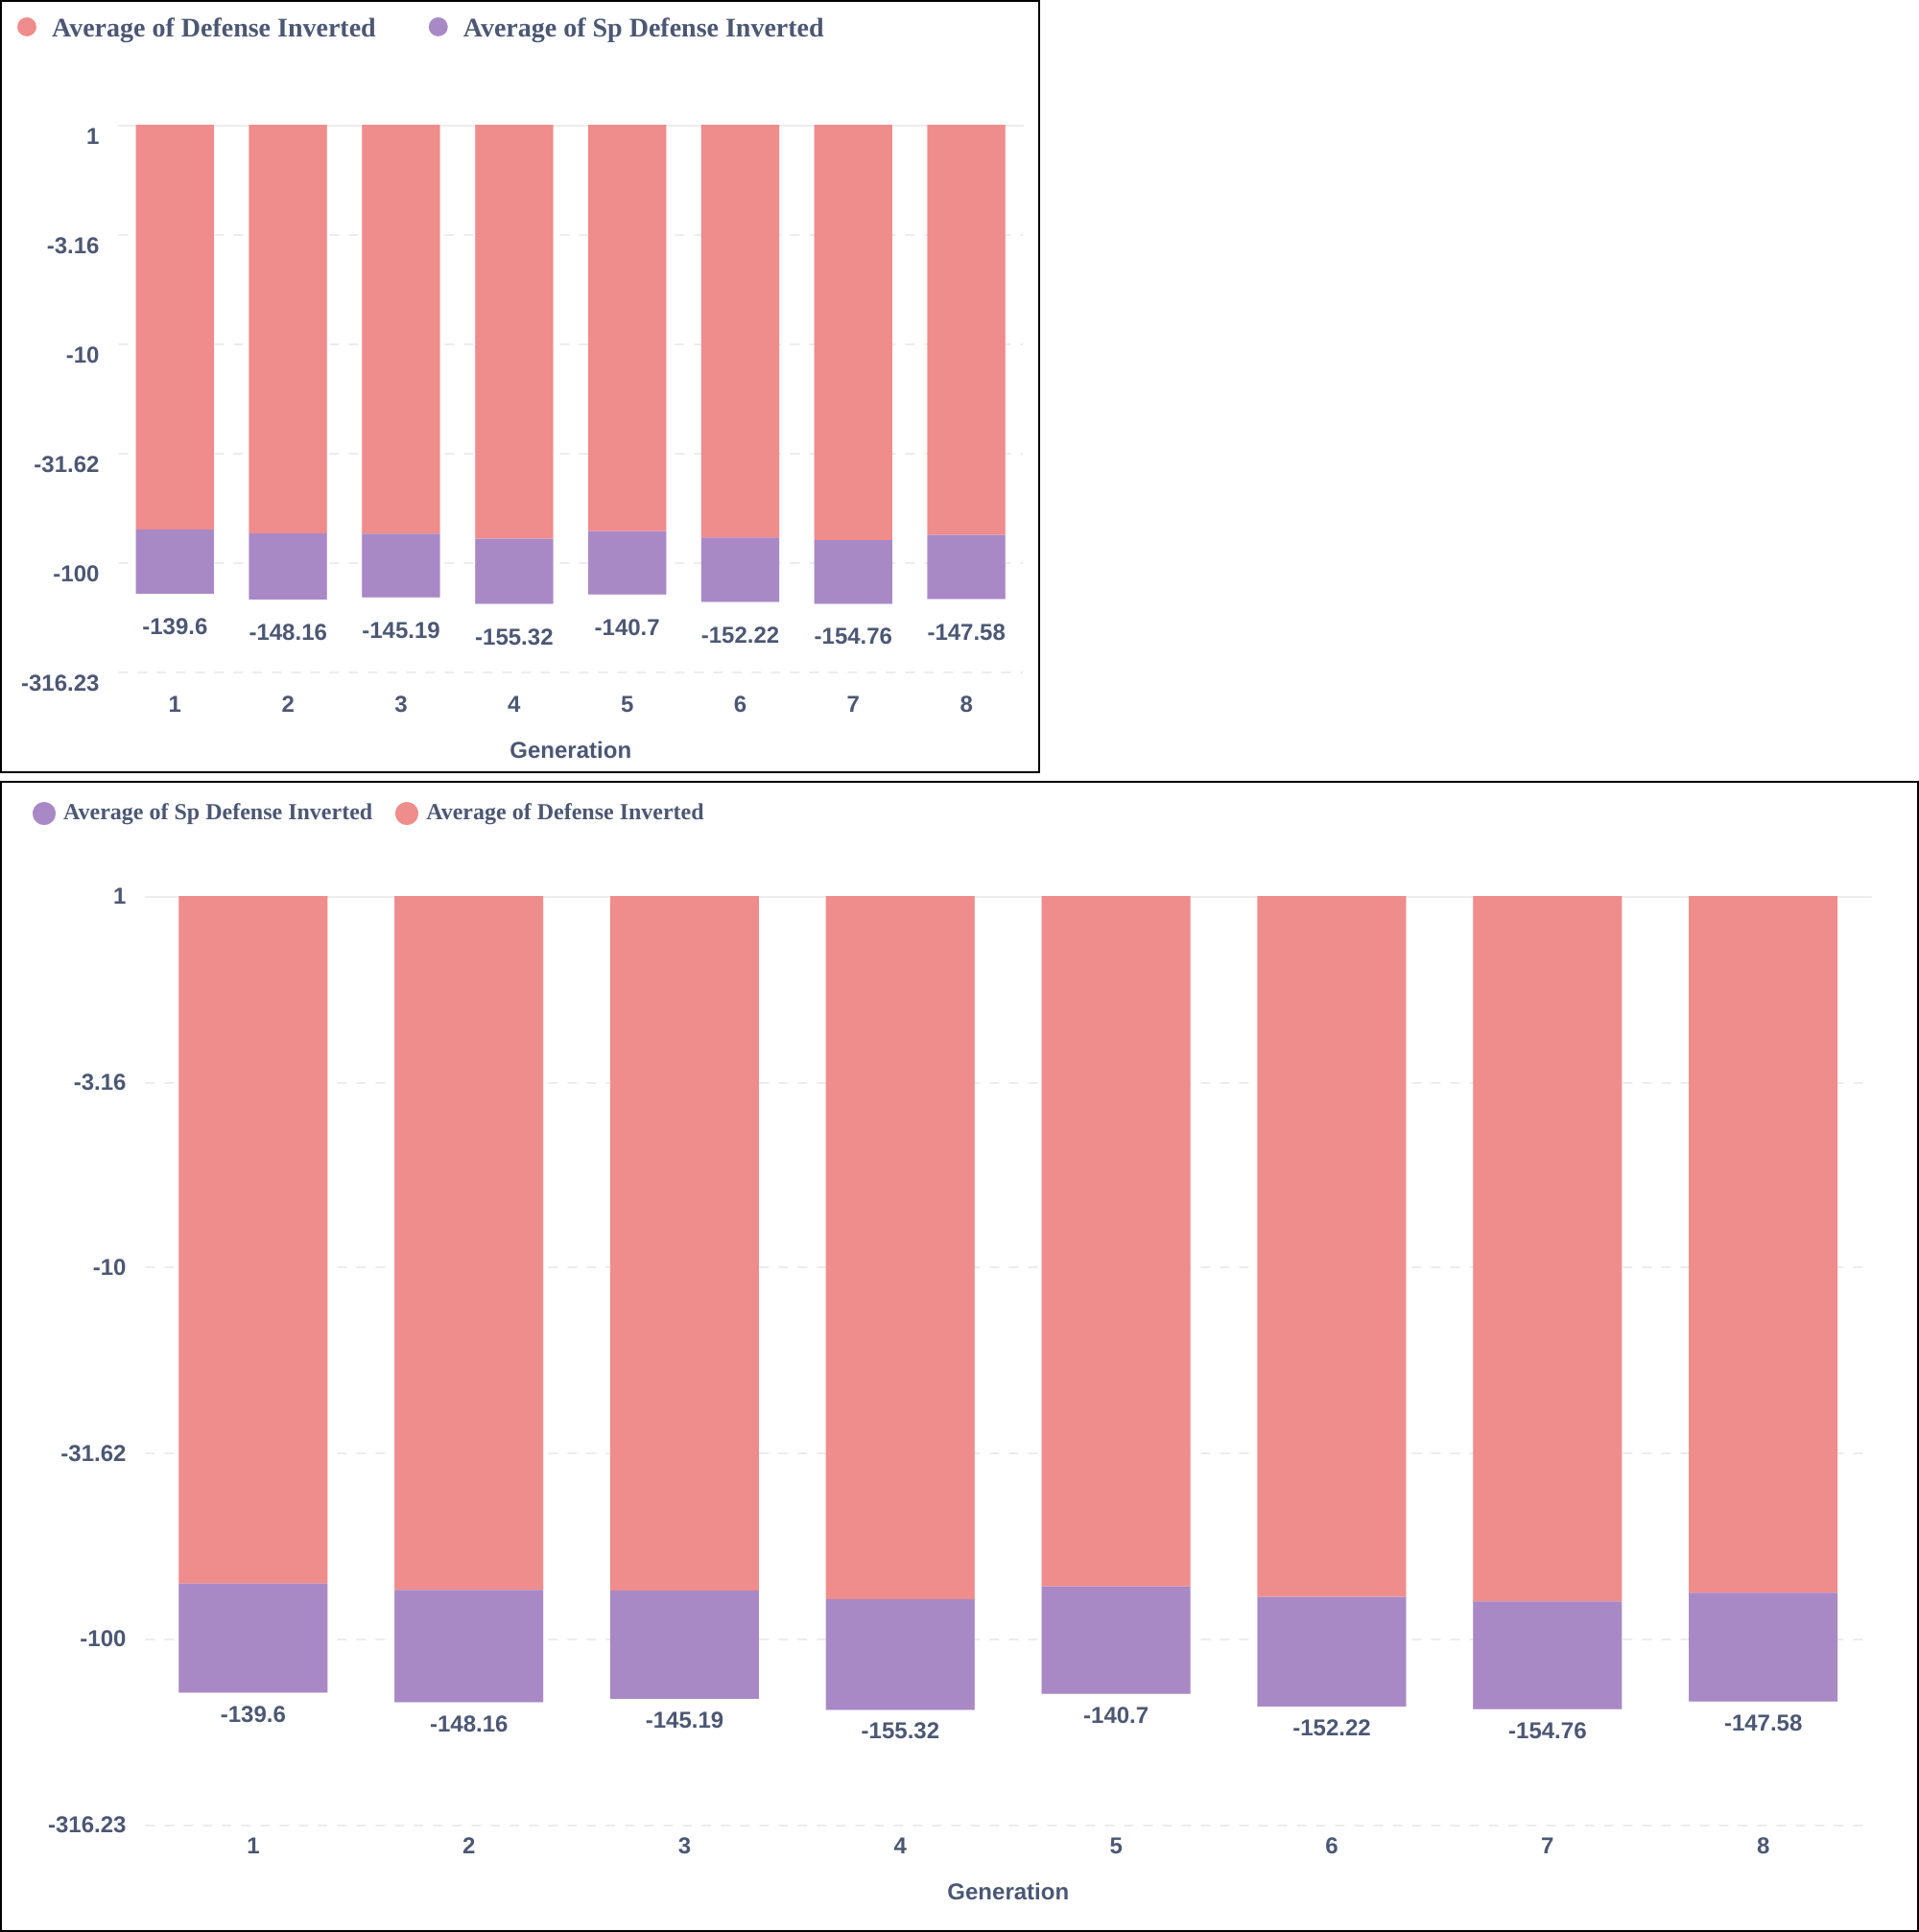 Average of Defense Inverted Average of Sp Defense Inverted
1
-3.16
-10
-31.62
-100
-139.6 -148.16 -145.19 -155.32 -140.7 -152.22 -154.76 -147.58
-316.23
1 2 3 4 5 6 7 8
Generation
Average of Sp Defense Inverted Average of Defense Inverted
1
-3.16
-10
-31.62
-100
-139.6 -148.16 -145.19 -155.32 -140.7 -152.22 -154.76 -147.58
-316.23
1 2 3 4 5 6 7 8
Generation